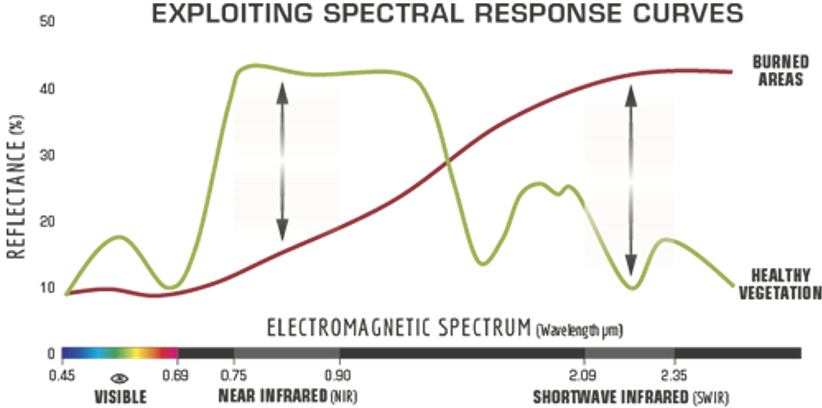 EXPLOITING SPECTRAL RESPONSE CURVES
50
40
30
20
10
0
REFLECTANCE (%)
BURNED
AREAS
HEALTHY
VEGETATION
ELECTROMAGNETIC SPECTRUM (Wavelength µm)
0.45 0.69 0.75 0.90 2.09 2.35
VISIBLE NEAR INFRARED (NIR) SHORTWAVE INFRARED (SWIR)